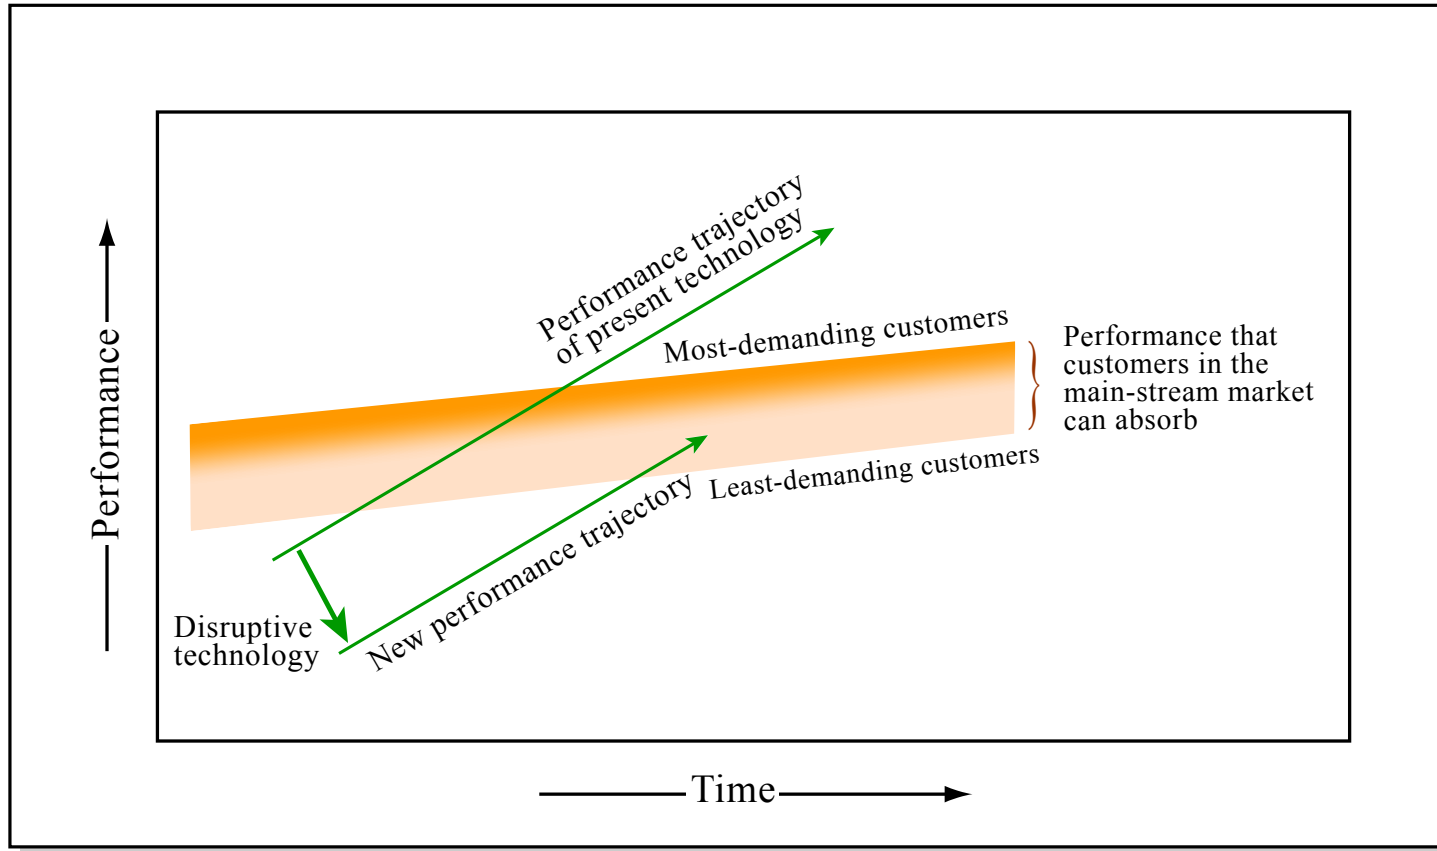 Performance trajectory
of present technology
Most-demanding customers
Performance that
customers in the
main-stream market
can absorb
Performance
Least-demanding customers
New performance trajectory
Disruptive
technology
Time